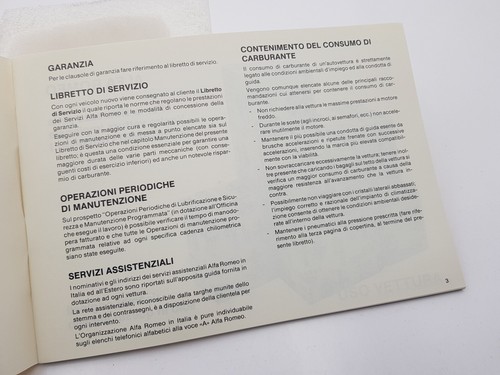 GARANZIA
Per le clausole di garanzia fare riferimento al libretto di servizio.
LIBRETTO DI SERVIZIO
Con ogni veicolo nuovo viene consegnato al cliente il Libretto
di Servizio il quale riporta le norme che regolano le prestazioni
dei Servizi Alfa Romeo e le modalità di concessione della
garanzia.
Eseguire con la maggior cura e regolarità possibili le opera-
zioni di manutenzione e di messa a punto elencate sia sul
Libretto di Servizio che nel capitolo Manutenzione del presente
libretto; è questa una condizione essenziale per garantire una
maggiore durata delle varie parti meccaniche (con conse-
guenti costi di esercizio inferiori) ed anche un notevole rispar-
mio di carburante.
OPERAZIONI PERIODICHE
DI MANUTENZIONE
Sul prospetto "Operazioni Periodiche di Lubrificazione e Sicu-
rezza e Manutenzione Programmata" (in dotazione all'Officina
che esegue il lavoro) è possibile verificare il tempo di manodo-
pera fatturato e che tutte le Operazioni di manutenzione pro-
grammata relative ad ogni specifica cadenza chilometrica
siano state eseguite.
SERVIZI ASSISTENZIALI
I nominativi e gli indirizzi dei servizi assistenziali Alfa Romeo in
Italia ed all'Estero sono riportati sull'apposita guida fornita in
dotazione ad ogni vettura.
La rete assistenziale, riconoscibile dalla targhe munite dello
stemma e dei contrassegni, è a disposizione della clientela per
ogni intervento.
L'Organizzazione Alfa Romeo in Italia è pure individuabile
sugli elenchi telefonici alfabetici alla voce «A» Alfa Romeo.
CONTENIMENTO DEL CONSUMO DI
CARBURANTE
Il consumo di carburante di un'autovettura è strettamente
legato alle condizioni ambientali d'impiego ed alla condotta di
guida.
Vengono comunque elencate alcune delle principali racco-
mandazioni cui attenersi per contenere il consumo di car-
burante.
- Non richiedere alla vettura le massime prestazioni a motore
freddo.
- Durante le soste (agli incroci, ai semafori, ecc.) non accele-
rare inutilmente il motore.
- Mantenere il più possibile una condotta di guida esente da
brusche accelerazioni e ripetute frenate con successive
accelerazioni, inserendo la marcia più elevata compatibil-
mente con la viabilità.
- Non sovraccaricare eccessivamente la vettura; tenere inol-
tre presente che caricando i bagagli sul tetto della vettura si
verifica un maggior consumo di carburante a causa della
maggiore resistenza all'avanzamento che la vettura in-
contra.
- Possibilmente non viaggiare con i cristalli laterali abbassati;
l'impiego corretto e razionale dell'impianto di climatizza-
zione consente di ottenere le condizioni ambientali deside-
rate all'interno della vettura.
- Mantenere i pneumatici alla pressione prescritta (fare rife-
rimento alla terza pagina di copertina, al termine del pre-
sente libretto).
3